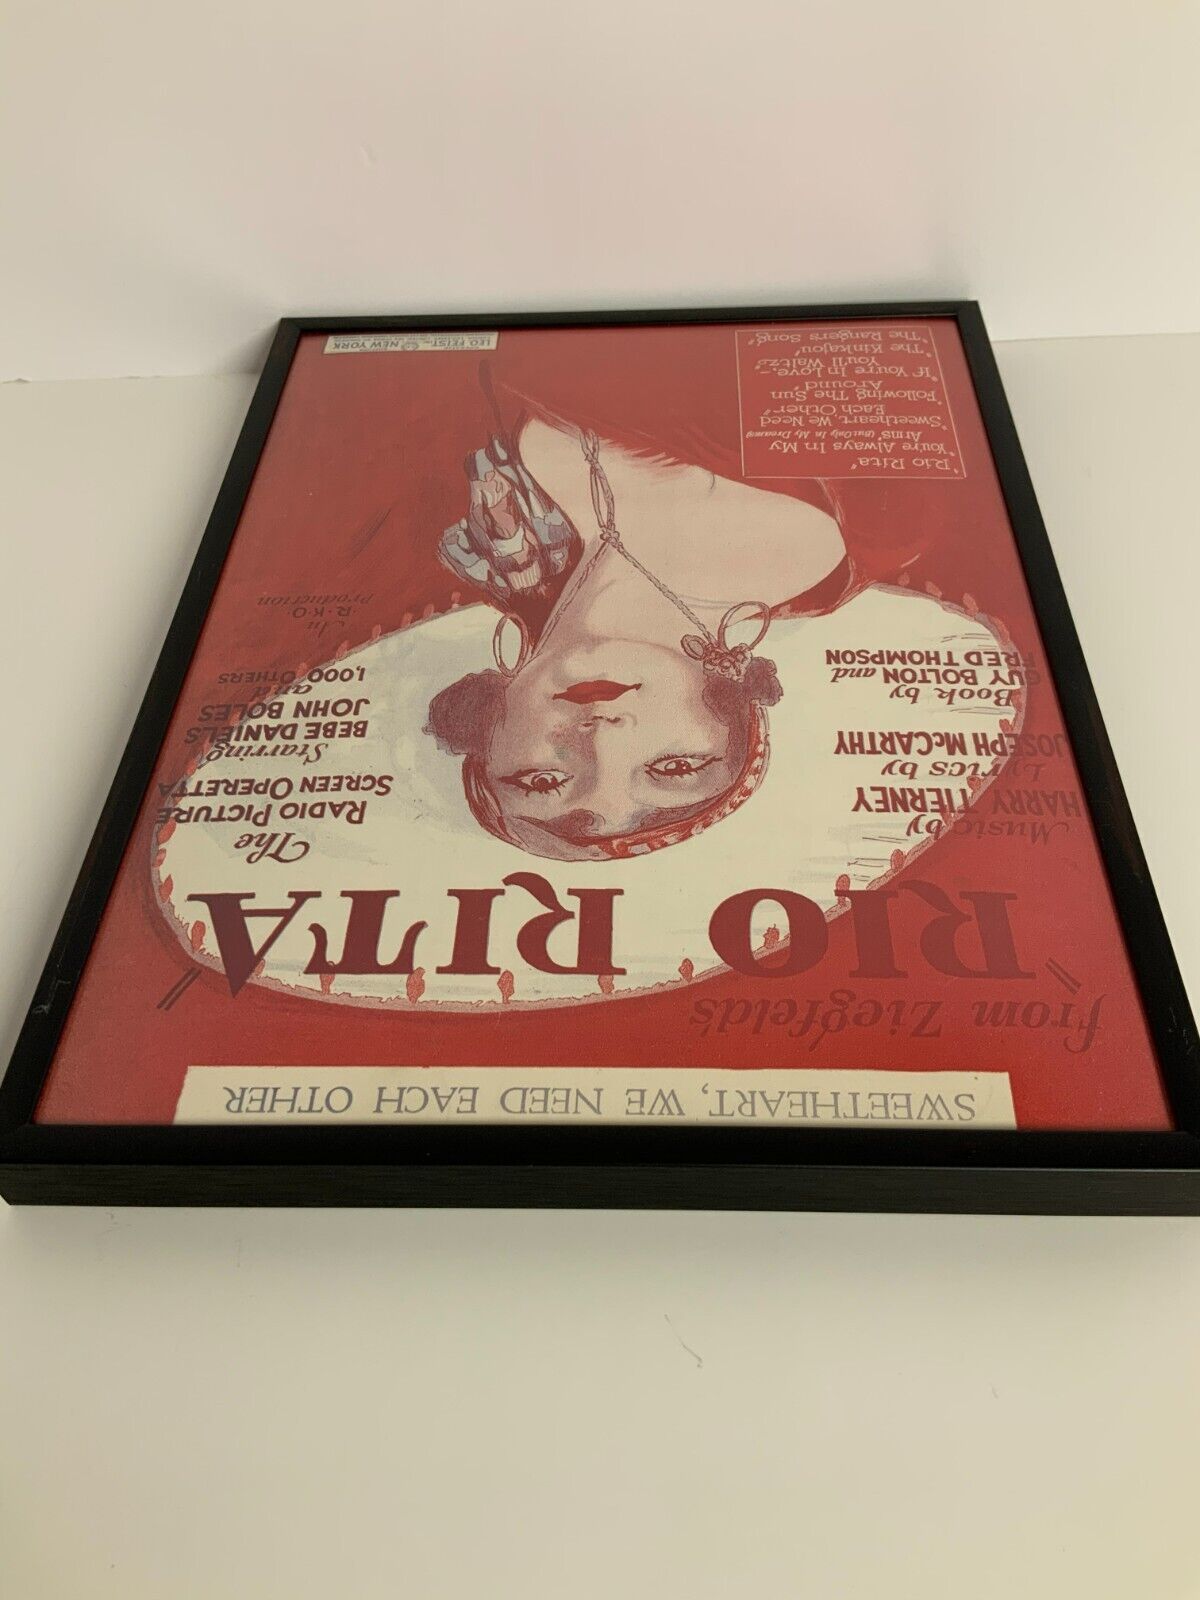 SWEETHEART, WE NEED EACH OTHER
From Ziegfeld's
"RIO RITA"
Music by
HARRY TIERNEY
Lyrics by
JOSEPH McCARTHY
Book by
GUY BOLTON and
FRED THOMPSON
The
RADIO PICTURE
SCREEN OPERETTA
Starring
BEBE DANIELS
JOHN BOLES
and
1,000 OTHERS
An
R·K·O
Production
"Rio Rita"
"You're Always In My
Arms" (But Only In My Dreams)
"Sweetheart, We Need
Each Other"
"Following The Sun
Around"
"If You're In Love,-
You'll Waltz"
"The Kinkajou"
"The Rangers Song"
LEO FEIST INC NEW YORK